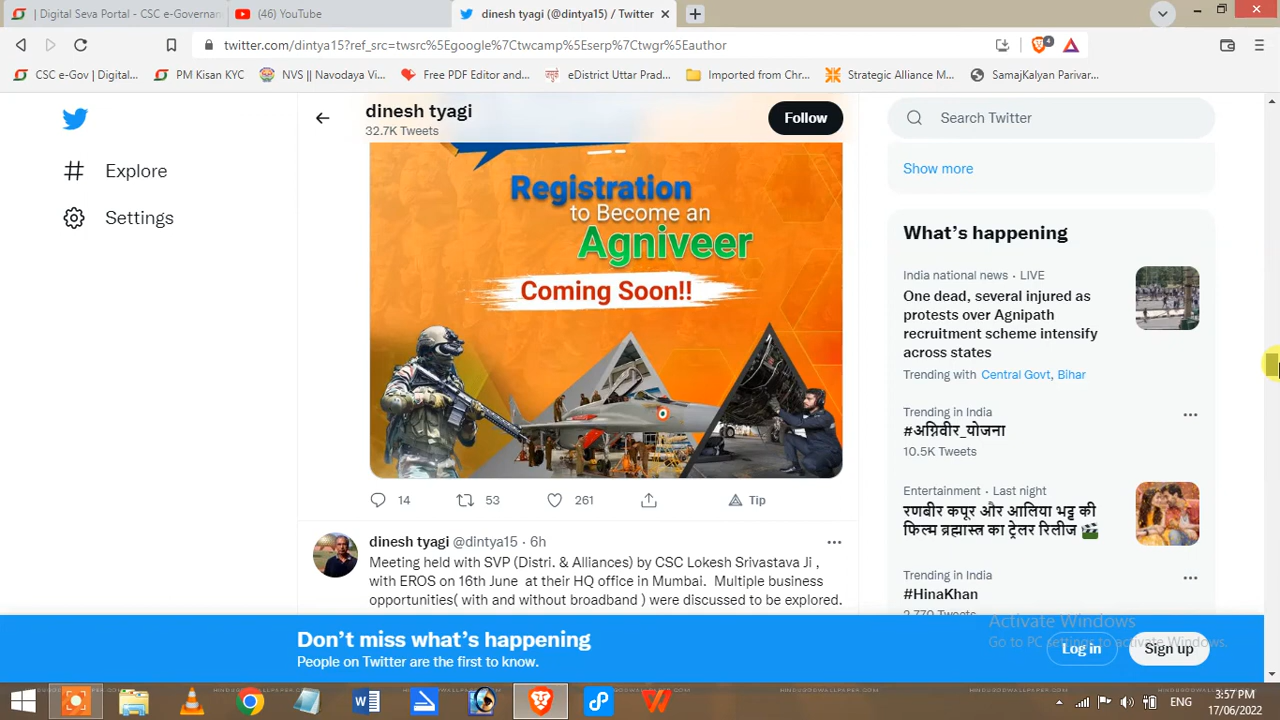 | Digital Seva Portal - CSC e-Governan
(46) YouTube
dinesh tyagi (@dintya15) / Twitter
twitter.com/dintya15?ref_src=twsrc%5Egoogle%7Ctwcamp%5Eserp%7Ctwgr%5Eauthor
4
CSC e-Gov | Digital...
PM Kisan KYC
NVS || Navodaya Vi...
Free PDF Editor and...
eDistrict Uttar Prad...
Imported from Chr...
Strategic Alliance M...
SamajKalyan Parivar...
Explore
Settings
dinesh tyagi
32.7K Tweets
Follow
Registration
to Become an
Agniveer
Coming Soon!!
14
53
261
Tip
dinesh tyagi @dintya15 · 6h
Meeting held with SVP (Distri. & Alliances) by CSC Lokesh Srivastava Ji ,
with EROS on 16th June at their HQ office in Mumbai. Multiple business
opportunities( with and without broadband ) were discussed to be explored.
Search Twitter
Show more
What's happening
India national news · LIVE
One dead, several injured as
protests over Agnipath
recruitment scheme intensify
across states
Trending with Central Govt, Bihar
Trending in India
#अग्निवीर_योजना
10.5K Tweets
Entertainment · Last night
रणबीर कपूर और आलिया भट्ट की
फिल्म ब्रह्मास्त्र का ट्रेलर रिलीज
Trending in India
#HinaKhan
2,770 Tweets
Don't miss what's happening
People on Twitter are the first to know.
Log in
Sign up
Activate Windows
Go to PC settings to activate Windows.
ENG
3:57 PM
17/06/2022